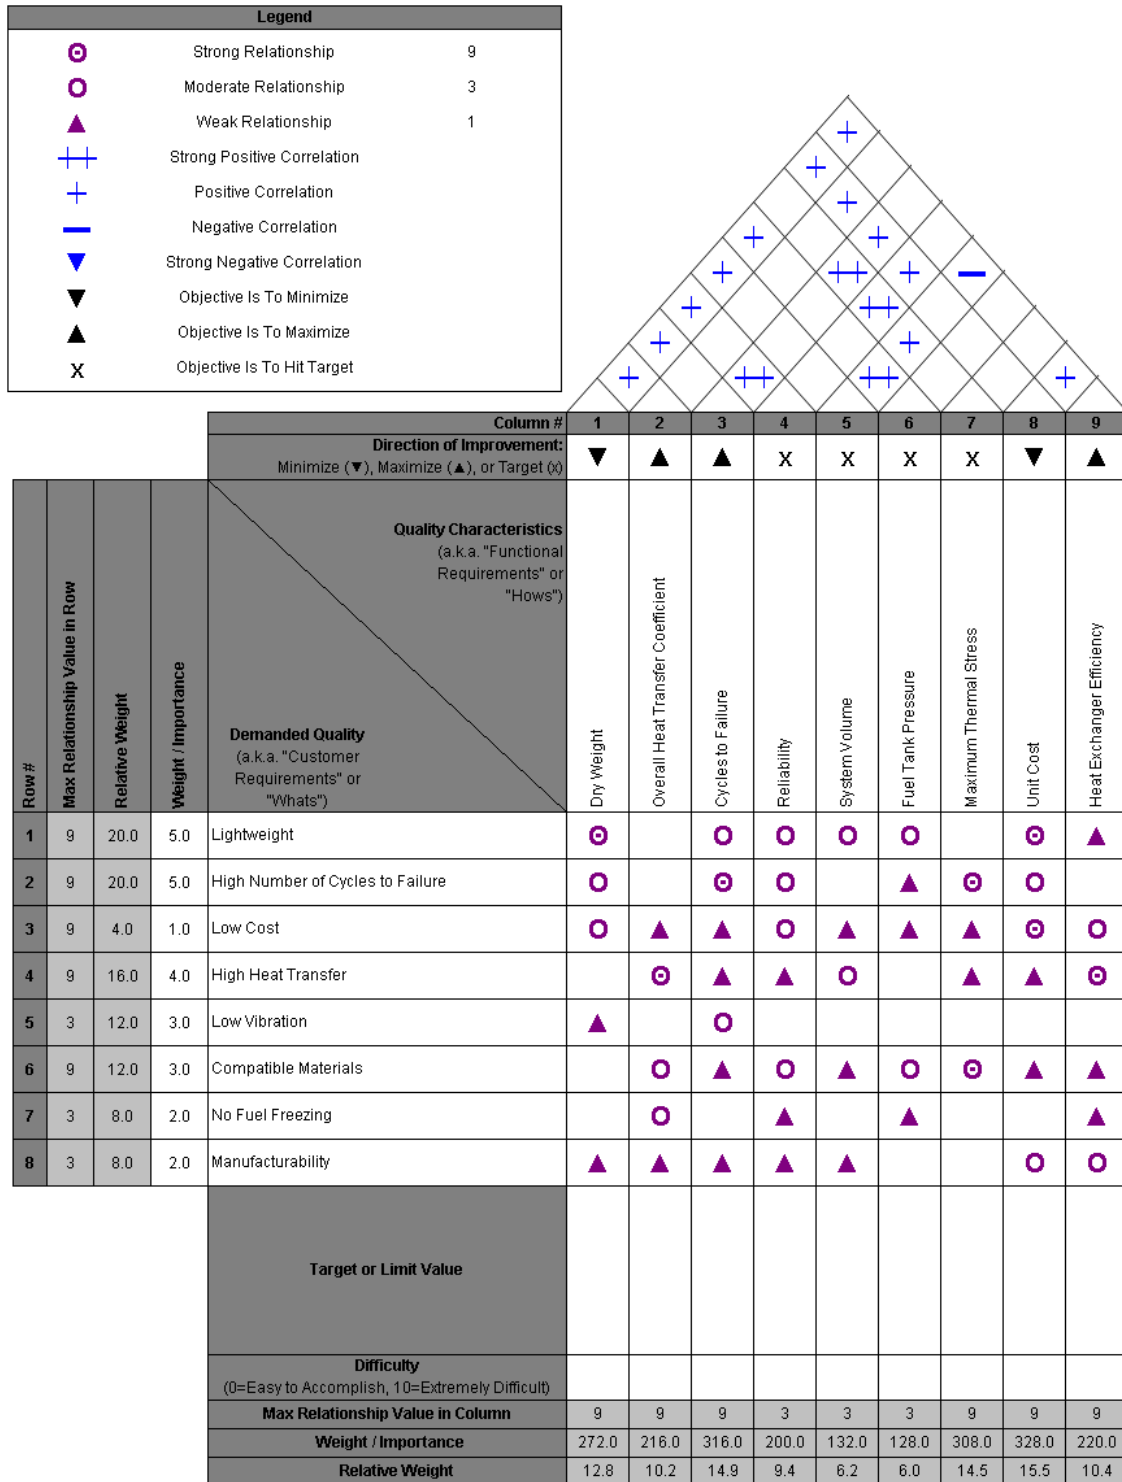 Legend
Strong Relationship 9
Moderate Relationship 3
Weak Relationship 1
Strong Positive Correlation
Positive Correlation
Negative Correlation
Strong Negative Correlation
Objective Is To Minimize
Objective Is To Maximize
X Objective Is To Hit Target
Column # 1 2 3 4 5 6 7 8 9
Direction of Improvement:
Minimize (▼), Maximize (▲), or Target (x) ▼ ▲ ▲ X X X X ▼ ▲
Row #
Max Relationship Value in Row
Relative Weight
Weight / Importance
Quality Characteristics
(a.k.a. "Functional
Requirements" or
"Hows")
Demanded Quality
(a.k.a. "Customer
Requirements" or
"Whats")
Dry Weight
Overall Heat Transfer Coefficient
Cycles to Failure
Reliability
System Volume
Fuel Tank Pressure
Maximum Thermal Stress
Unit Cost
Heat Exchanger Efficiency
1 9 20.0 5.0 Lightweight
2 9 20.0 5.0 High Number of Cycles to Failure
3 9 4.0 1.0 Low Cost
4 9 16.0 4.0 High Heat Transfer
5 3 12.0 3.0 Low Vibration
6 9 12.0 3.0 Compatible Materials
7 3 8.0 2.0 No Fuel Freezing
8 3 8.0 2.0 Manufacturability
Target or Limit Value
Difficulty
(0=Easy to Accomplish, 10=Extremely Difficult)
Max Relationship Value in Column 9 9 9 3 3 3 9 9 9
Weight / Importance 272.0 216.0 316.0 200.0 132.0 128.0 308.0 328.0 220.0
Relative Weight 12.8 10.2 14.9 9.4 6.2 6.0 14.5 15.5 10.4